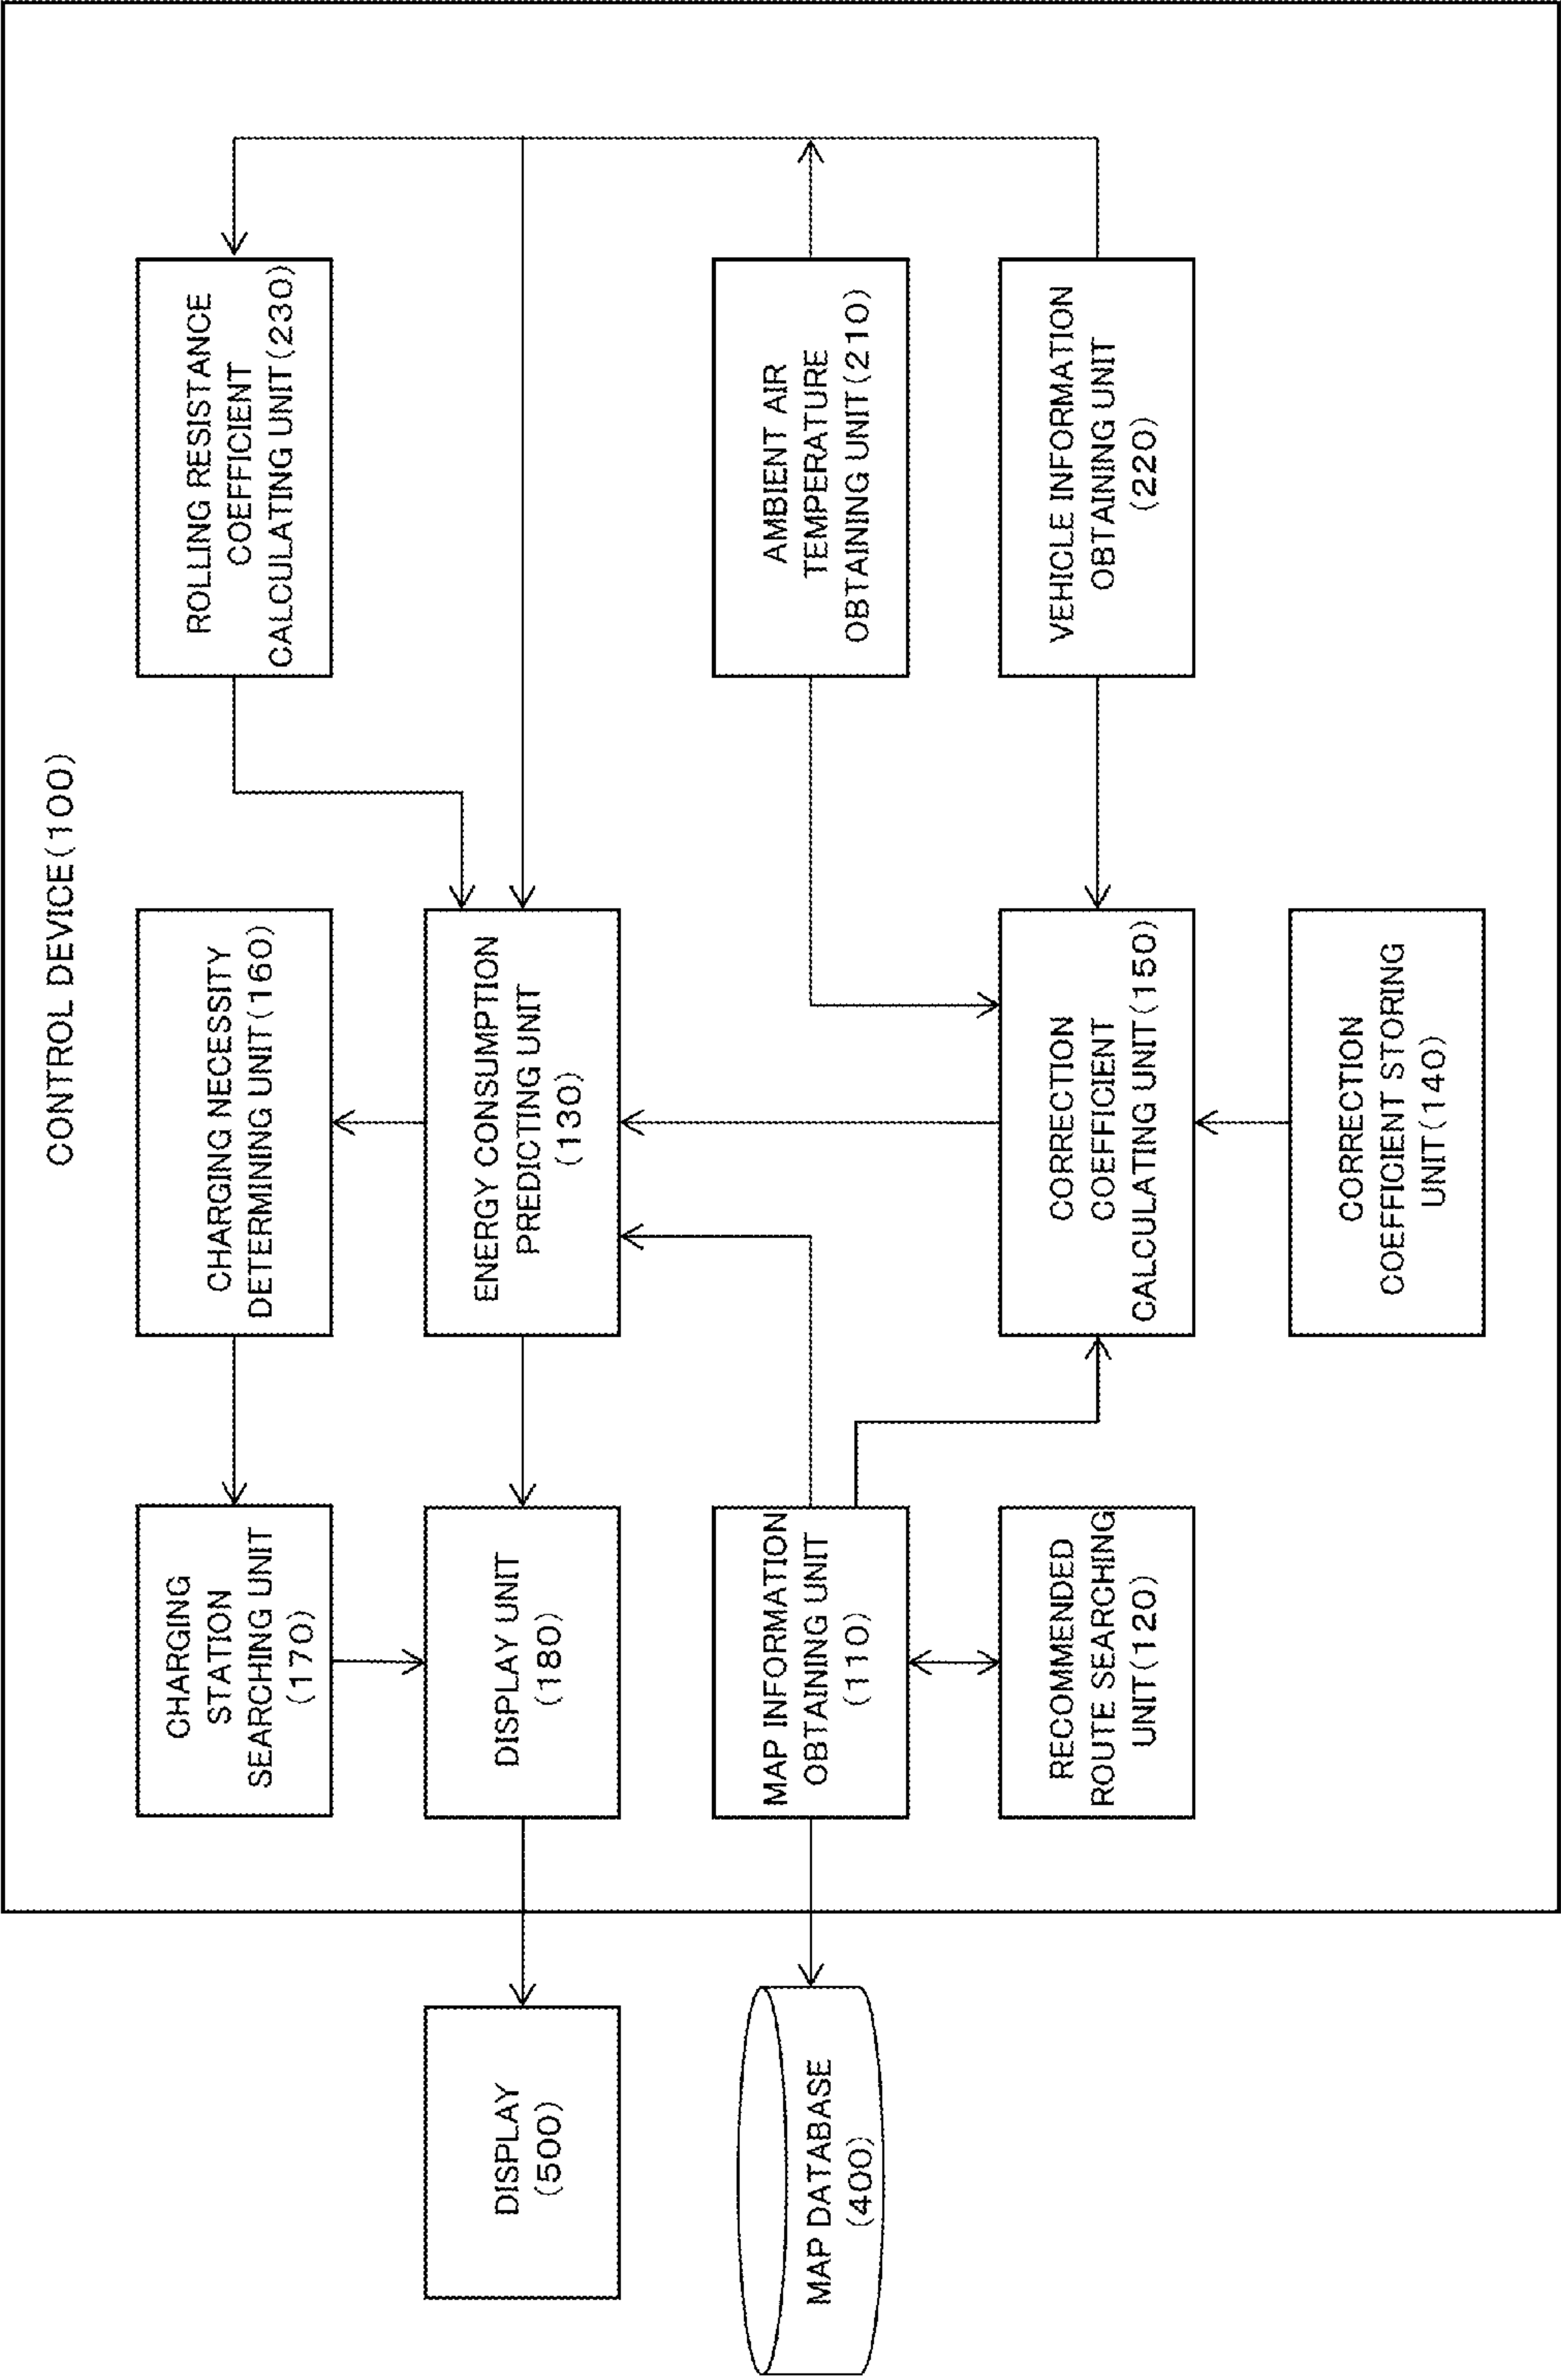 CONTROL DEVICE(100)
CHARGING
STATION
SEARCHING UNIT
(170)
CHARGING NECESSITY
DETERMINING UNIT(160)
ROLLING RESISTANCE
COEFFICIENT
CALCULATING UNIT(230)
DISPLAY
(500)
DISPLAY UNIT
(180)
ENERGY CONSUMPTION
PREDICTING UNIT
(130)
MAP DATABASE
(400)
MAP INFORMATION
OBTAINING UNIT
(110)
AMBIENT AIR
TEMPERATURE
OBTAINING UNIT(210)
RECOMMENDED
ROUTE SEARCHING
UNIT(120)
CORRECTION
COEFFICIENT
CALCULATING UNIT(150)
VEHICLE INFORMATION
OBTAINING UNIT
(220)
CORRECTION
COEFFICIENT STORING
UNIT(140)